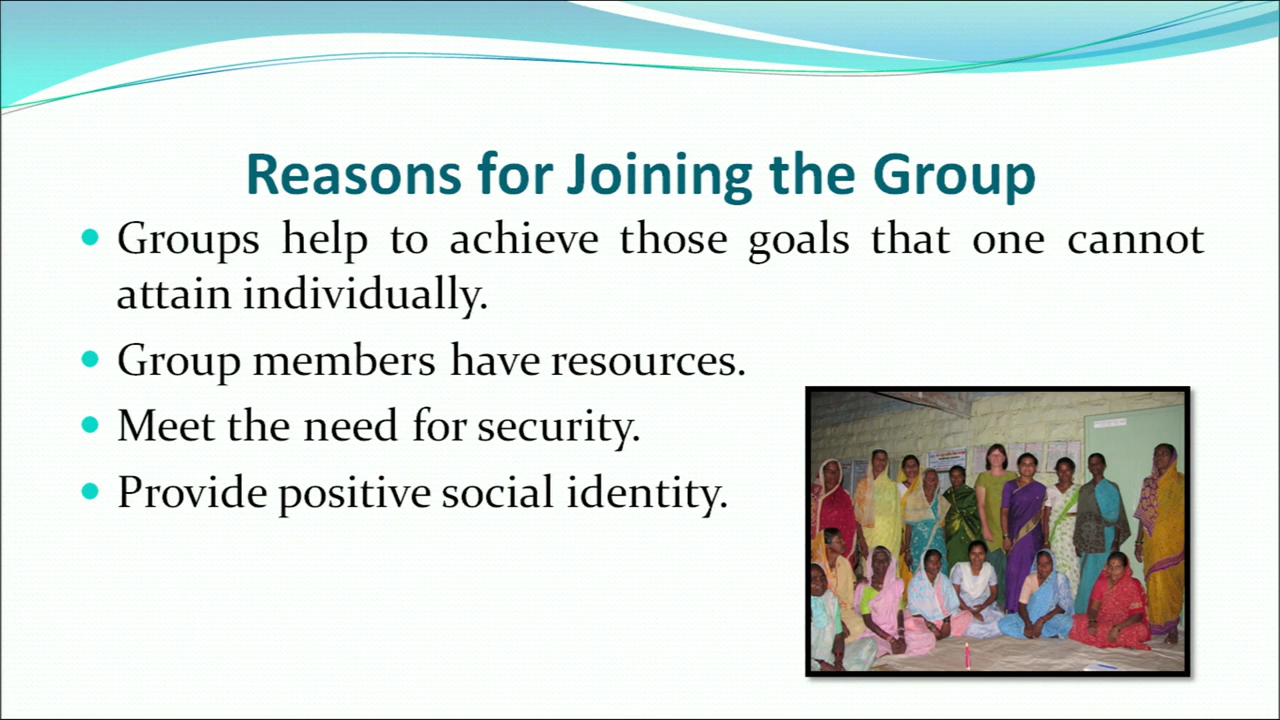 Reasons for Joining the Group
Groups help to achieve those goals that one cannot
attain individually.
Group members have resources.
Meet the need for security.
Provide positive social identity.